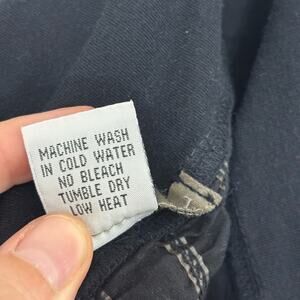 MACHINE WASH
IN COLD WATER
NO BLEACH
TUMBLE DRY
LOW HEAT